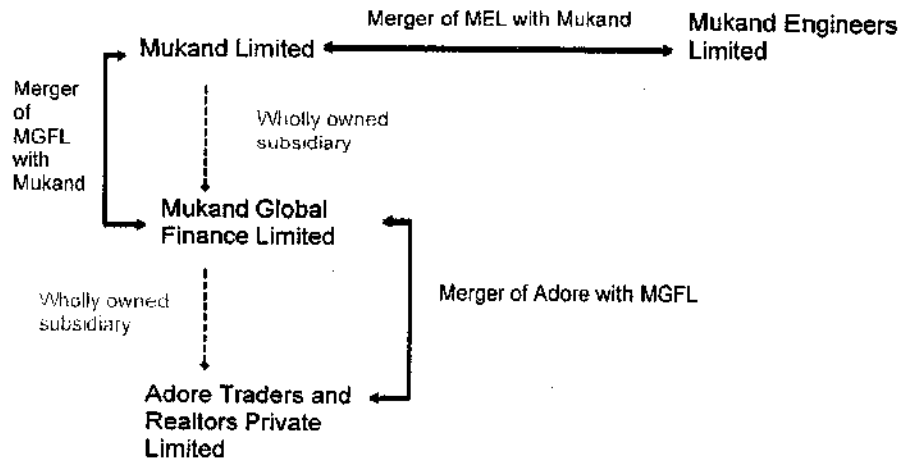 Merger of MEL with Mukand
Mukand Engineers
Limited
Mukand Limited
Merger
of
MGFL
with
Mukand
Wholly owned
subsidiary
Mukand Global
Finance Limited
Wholly owned
subsidiary
Merger of Adore with MGFL
Adore Traders and
Realtors Private
Limited